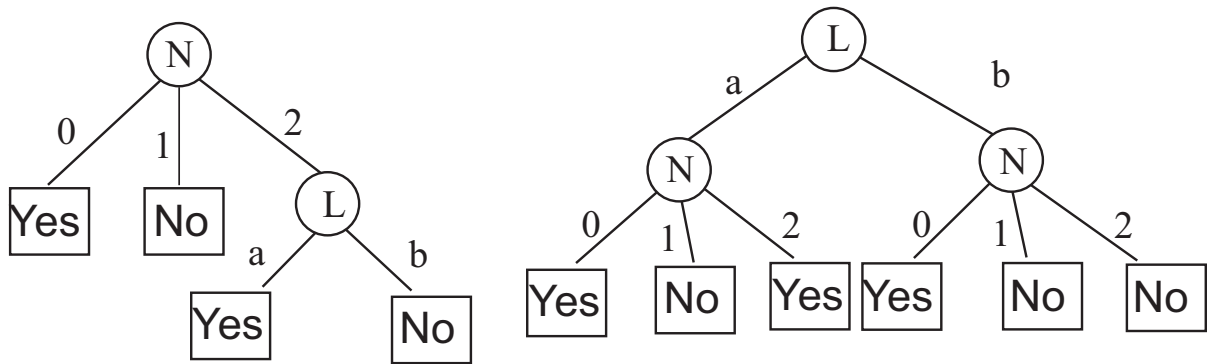 N
0
1
2
Yes
No
L
a
b
Yes
No
L
a
b
N
N
0
1
2
0
1
2
Yes
No
Yes
Yes
No
No